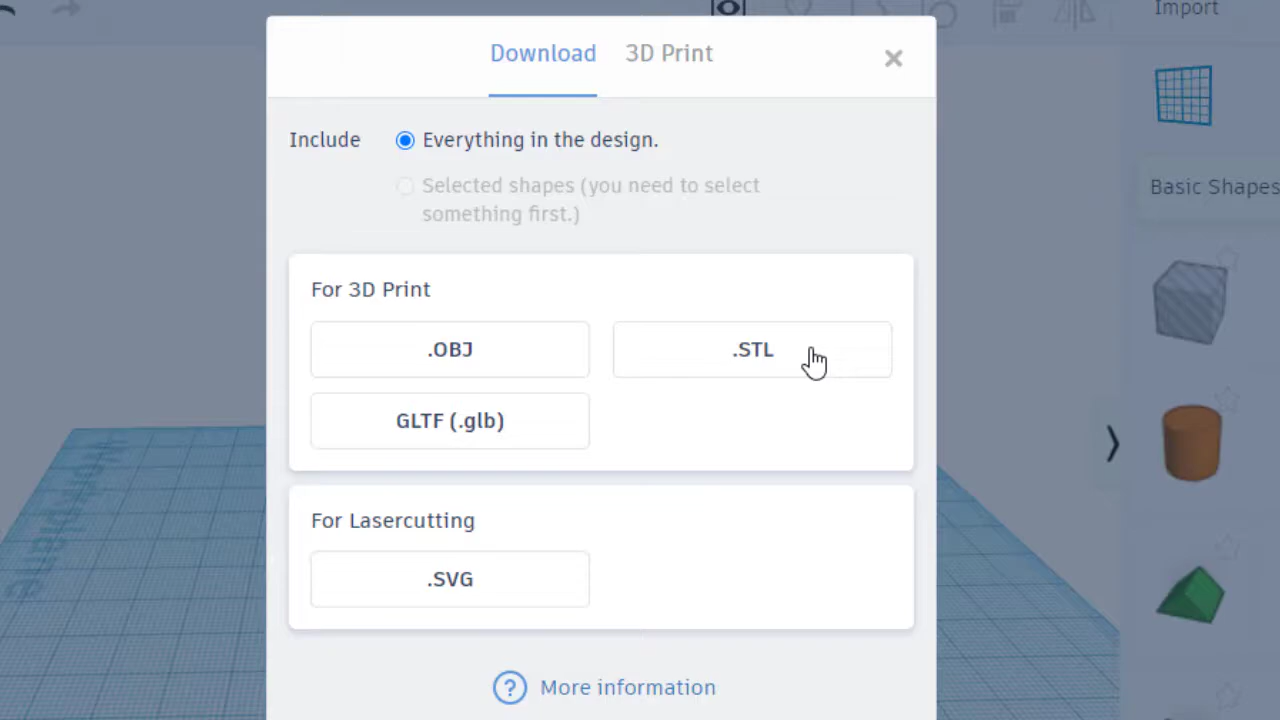 Import
Download
3D Print
Include
Everything in the design.
Selected shapes (you need to select
something first.)
Basic Shapes
For 3D Print
.OBJ
.STL
GLTF (.glb)
Workplane
For Lasercutting
.SVG
? More information